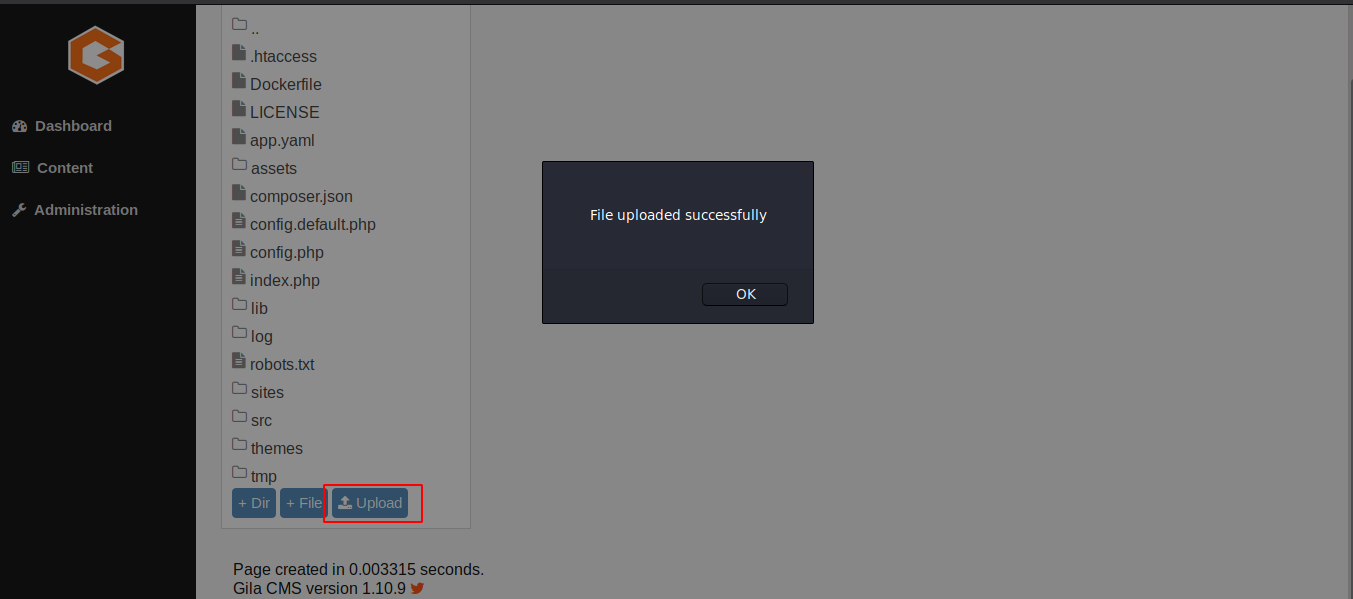 Dashboard
Content
Administration
..
.htaccess
Dockerfile
LICENSE
app.yaml
assets
composer.json
config.default.php
config.php
index.php
lib
log
robots.txt
sites
src
themes
tmp
+ Dir + File Upload
File uploaded successfully
OK
Page created in 0.003315 seconds.
Gila CMS version 1.10.9